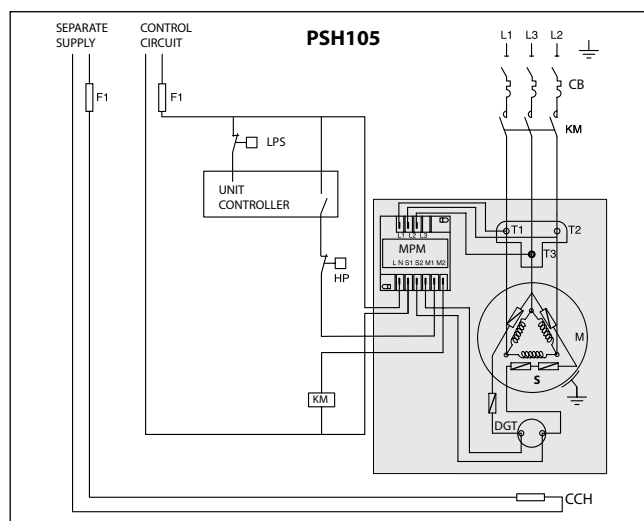 SEPARATE
SUPPLY
CONTROL
CIRCUIT
PSH105
L1 L3 L2
F1
F1
CB
KM
LPS
UNIT
CONTROLLER
HP
L1 L2 L3
MPM
L N S1 S2 M1 M2
T1
T2
T3
M
S
KM
DGT
CCH